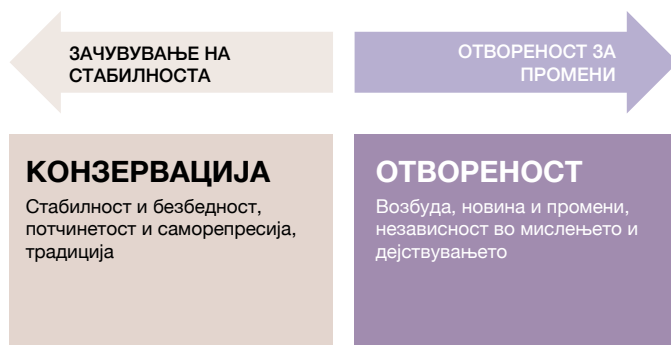 ЗАЧУВУВАЊЕ НА
СТАБИЛНОСТА
ОТВОРЕНОСТ ЗА
ПРОМЕНИ
КОНЗЕРВАЦИЈА
Стабилност и безбедност,
потчинетост и саморепресија,
традиција
ОТВОРЕНОСТ
Возбуда, новина и промени,
независност во мислењето и
дејствувањето